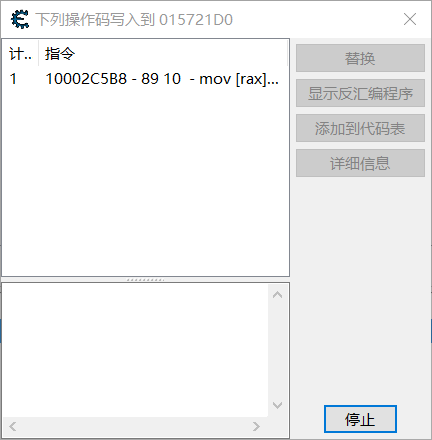 下列操作码写入到 015721D0
计.. 指令
1 10002C5B8 - 89 10 - mov [rax]...
替换
显示反汇编程序
添加到代码表
详细信息
停止